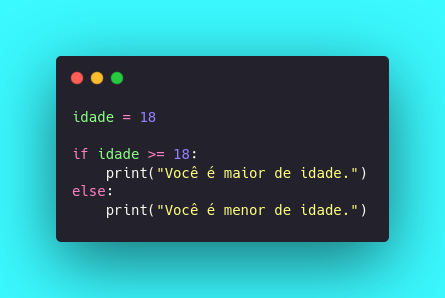 idade = 18

if idade >= 18:
    print("Você é maior de idade.")
else:
    print("Você é menor de idade.")